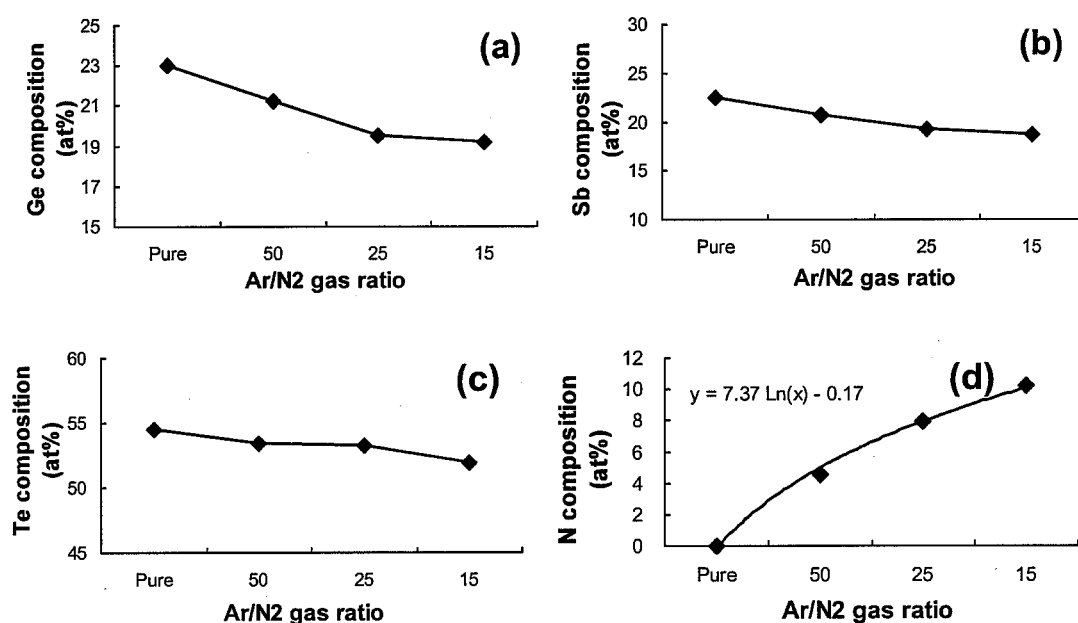 (a)
Ge composition
(at%)
25
23
21
19
17
15
Pure 50 25 15
Ar/N2 gas ratio
(b)
Sb composition
(at%)
30
25
20
15
10
Pure 50 25 15
Ar/N2 gas ratio
(c)
Te composition
(at%)
60
55
50
45
Pure 50 25 15
Ar/N2 gas ratio
(d)
y = 7.37 Ln(x) - 0.17
N composition
(at%)
12
10
8
6
4
2
0
Pure 50 25 15
Ar/N2 gas ratio